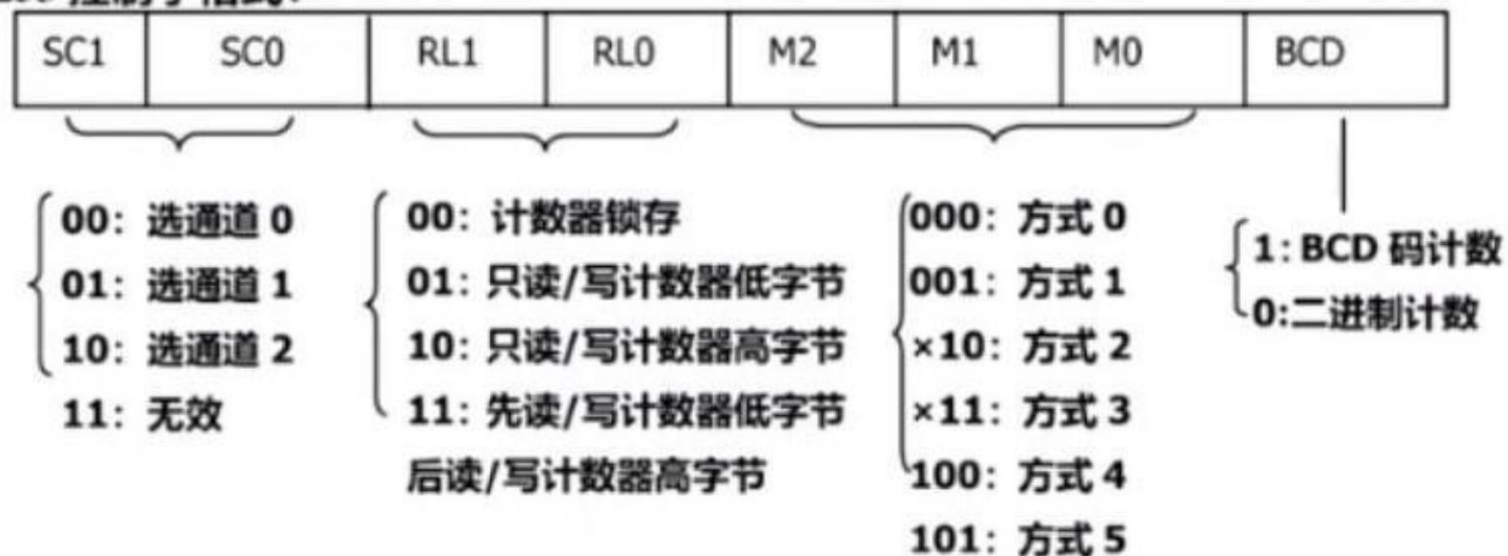 SC1 SC0 RL1 RL0 M2 M1 M0 BCD
00：选通道 0
01：选通道 1
10：选通道 2
11：无效
00：计数器锁存
01：只读/写计数器低字节
10：只读/写计数器高字节
11：先读/写计数器低字节
后读/写计数器高字节
000：方式 0
001：方式 1
×10：方式 2
×11：方式 3
100：方式 4
101：方式 5
1：BCD 码计数
0:二进制计数